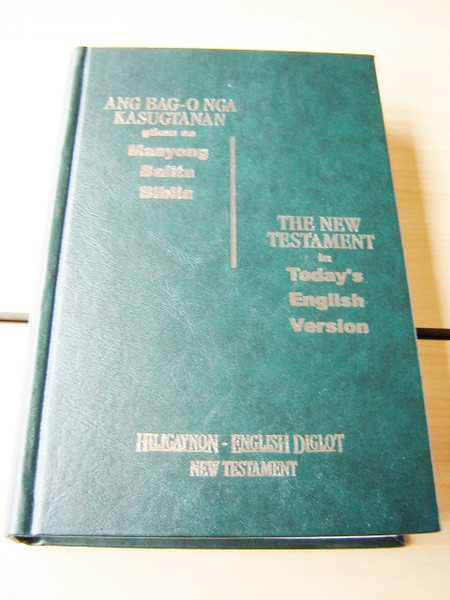 ANG BAG-O NGA
KASUGTANAN
gikan sa
Maayong
Balita
Biblia
THE NEW
TESTAMENT
in
Today's
English
Version
HILIGAYNON - ENGLISH DIGLOT
NEW TESTAMENT